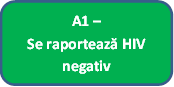 A1 –
Se raportează HIV
negativ